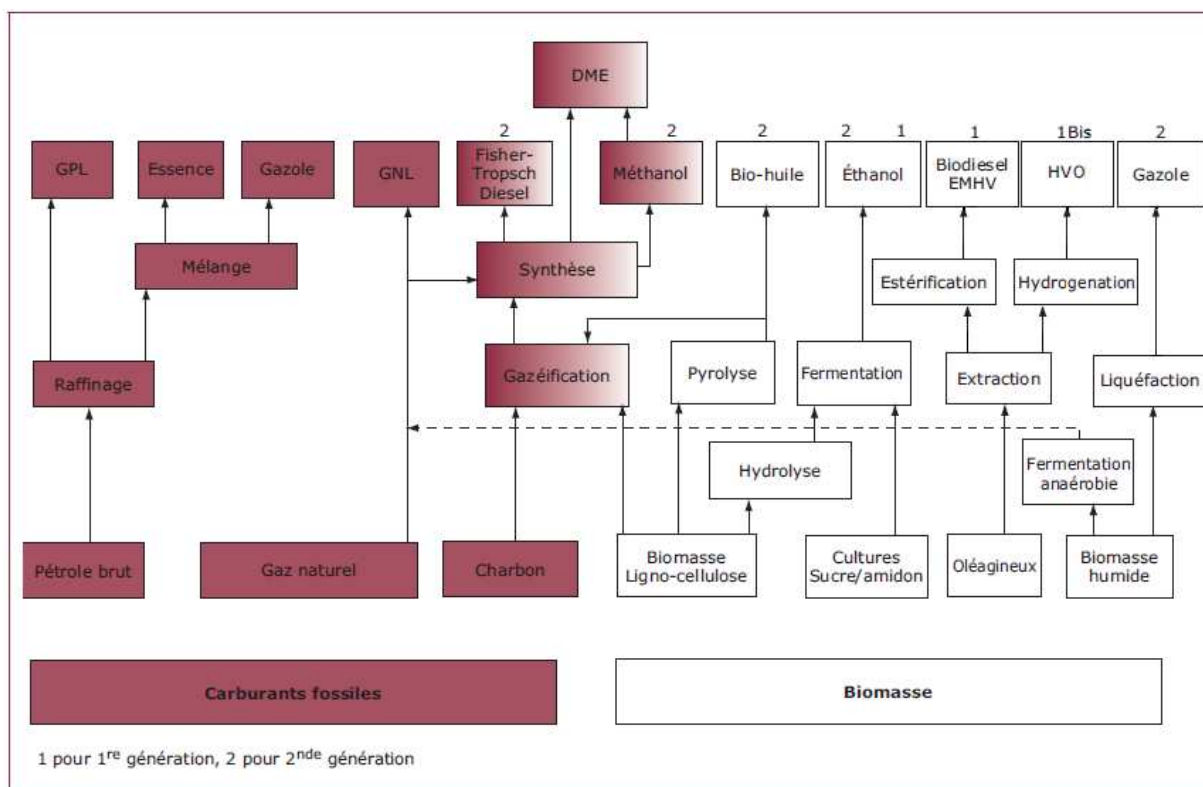 DME
2
2
2
2
1
1
1Bis
2
GPL
Essence
Gazole
GNL
Fisher-
Tropsch
Diesel
Méthanol
Bio-huile
Éthanol
Biodiesel
EMHV
HVO
Gazole
Mélange
Synthèse
Estérification
Hydrogenation
Raffinage
Gazéification
Pyrolyse
Fermentation
Extraction
Liquéfaction
Hydrolyse
Fermentation
anaérobie
Pétrole brut
Gaz naturel
Charbon
Biomasse
Ligno-cellulose
Cultures
Sucre/amidon
Oléagineux
Biomasse
humide
Carburants fossiles
Biomasse
1 pour 1re génération, 2 pour 2nde génération